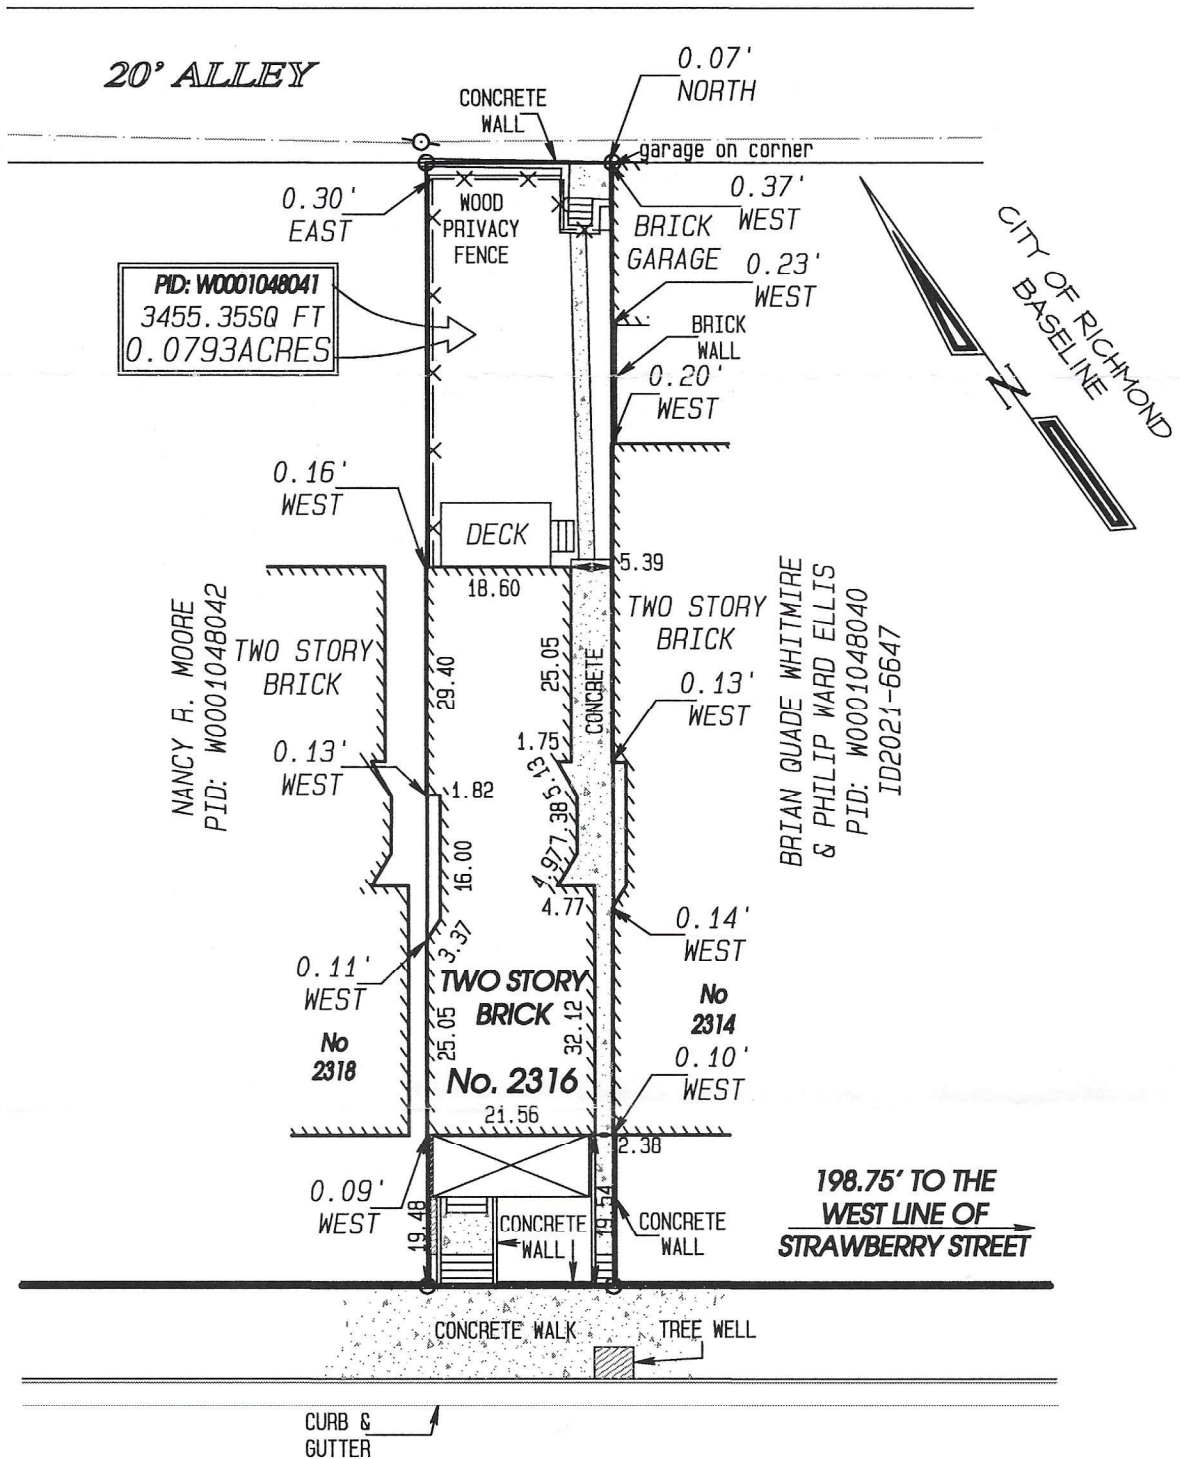 20' ALLEY
CONCRETE
WALL
0.07'
NORTH
garage on corner
0.30'
EAST
WOOD
PRIVACY
FENCE
0.37'
WEST
BRICK
GARAGE
0.23'
WEST
PID: W0001048041
3455.35SQ FT
0.0793ACRES
BRICK
WALL
0.20'
WEST
CITY OF RICHMOND
BASELINE
N
0.16'
WEST
DECK
5.39
18.60
NANCY R. MOORE
PID: W0001048042
TWO STORY
BRICK
29.40
25.05
CONCRETE
TWO STORY
BRICK
BRIAN QUADE WHITMIRE
& PHILIP WARD ELLIS
PID: W0001048040
ID2021-6647
0.13'
WEST
0.13'
WEST
1.75
5.13
1.82
7.38
16.00
4.97
4.77
3.37
0.14'
WEST
0.11'
WEST
TWO STORY
BRICK
No
2314
No
2318
25.05
32.12
No. 2316
0.10'
WEST
21.56
2.38
0.09'
WEST
19.48
19.54
CONCRETE
WALL
CONCRETE
WALL
198.75' TO THE
WEST LINE OF
STRAWBERRY STREET
CONCRETE WALK
TREE WELL
CURB &
GUTTER